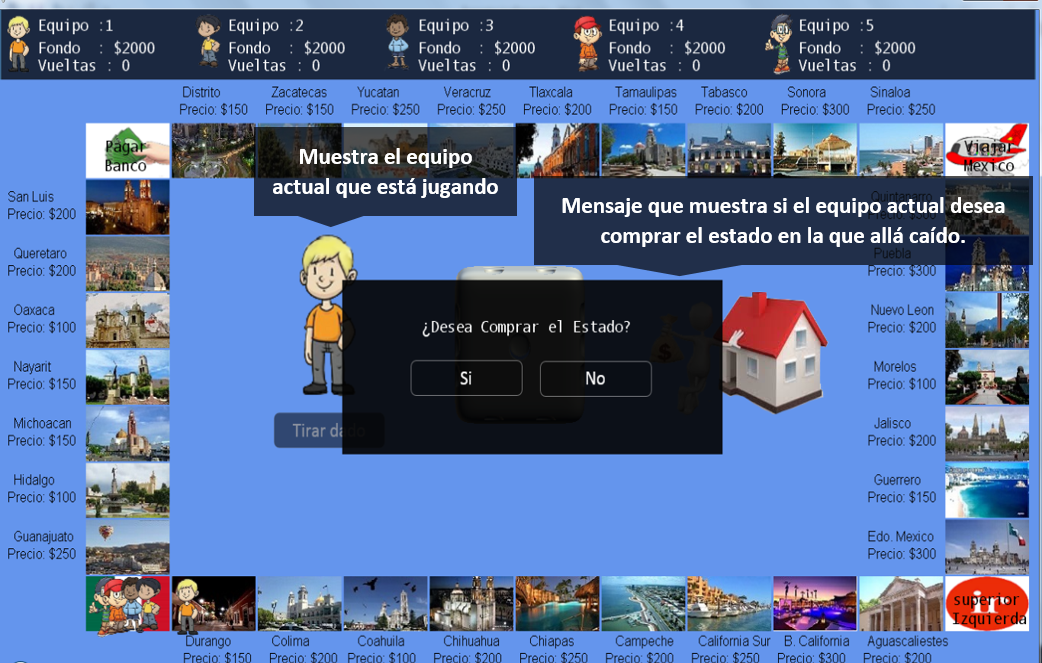 Equipo :1
Fondo : $2000
Vueltas : 0
Equipo :2
Fondo : $2000
Vueltas : 0
Equipo :3
Fondo : $2000
Vueltas : 0
Equipo :4
Fondo : $2000
Vueltas : 0
Equipo :5
Fondo : $2000
Vueltas : 0
Distrito
Precio: $150
Zacatecas
Precio: $150
Yucatan
Precio: $250
Veracruz
Precio: $250
Tlaxcala
Precio: $200
Tamaulipas
Precio: $150
Tabasco
Precio: $200
Sonora
Precio: $300
Sinaloa
Precio: $250
Pagar
Banco
Viajar
Mexico
Muestra el equipo
actual que está jugando
Mensaje que muestra si el equipo actual desea
comprar el estado en la que allá caído.
San Luis
Precio: $200
Queretaro
Precio: $200
Oaxaca
Precio: $100
Nayarit
Precio: $150
Michoacan
Precio: $150
Hidalgo
Precio: $100
Guanajuato
Precio: $250
¿Desea Comprar el Estado?
Si
No
Tirar dado
Puebla
Precio: $300
Nuevo Leon
Precio: $200
Morelos
Precio: $100
Jalisco
Precio: $200
Guerrero
Precio: $150
Edo. Mexico
Precio: $300
superior
Izquierda
Durango
Precio: $150
Colima
Precio: $200
Coahuila
Precio: $100
Chihuahua
Precio: $200
Chiapas
Precio: $250
Campeche
Precio: $200
California Sur
Precio: $250
B. California
Precio: $300
Aguascaliestes
Precio: $200